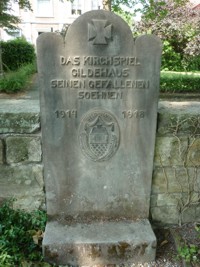 DAS KIRCHSPIEL
GILDEHAUS
SEINEN GEFALLENEN
SOEHNEN
1914 1918